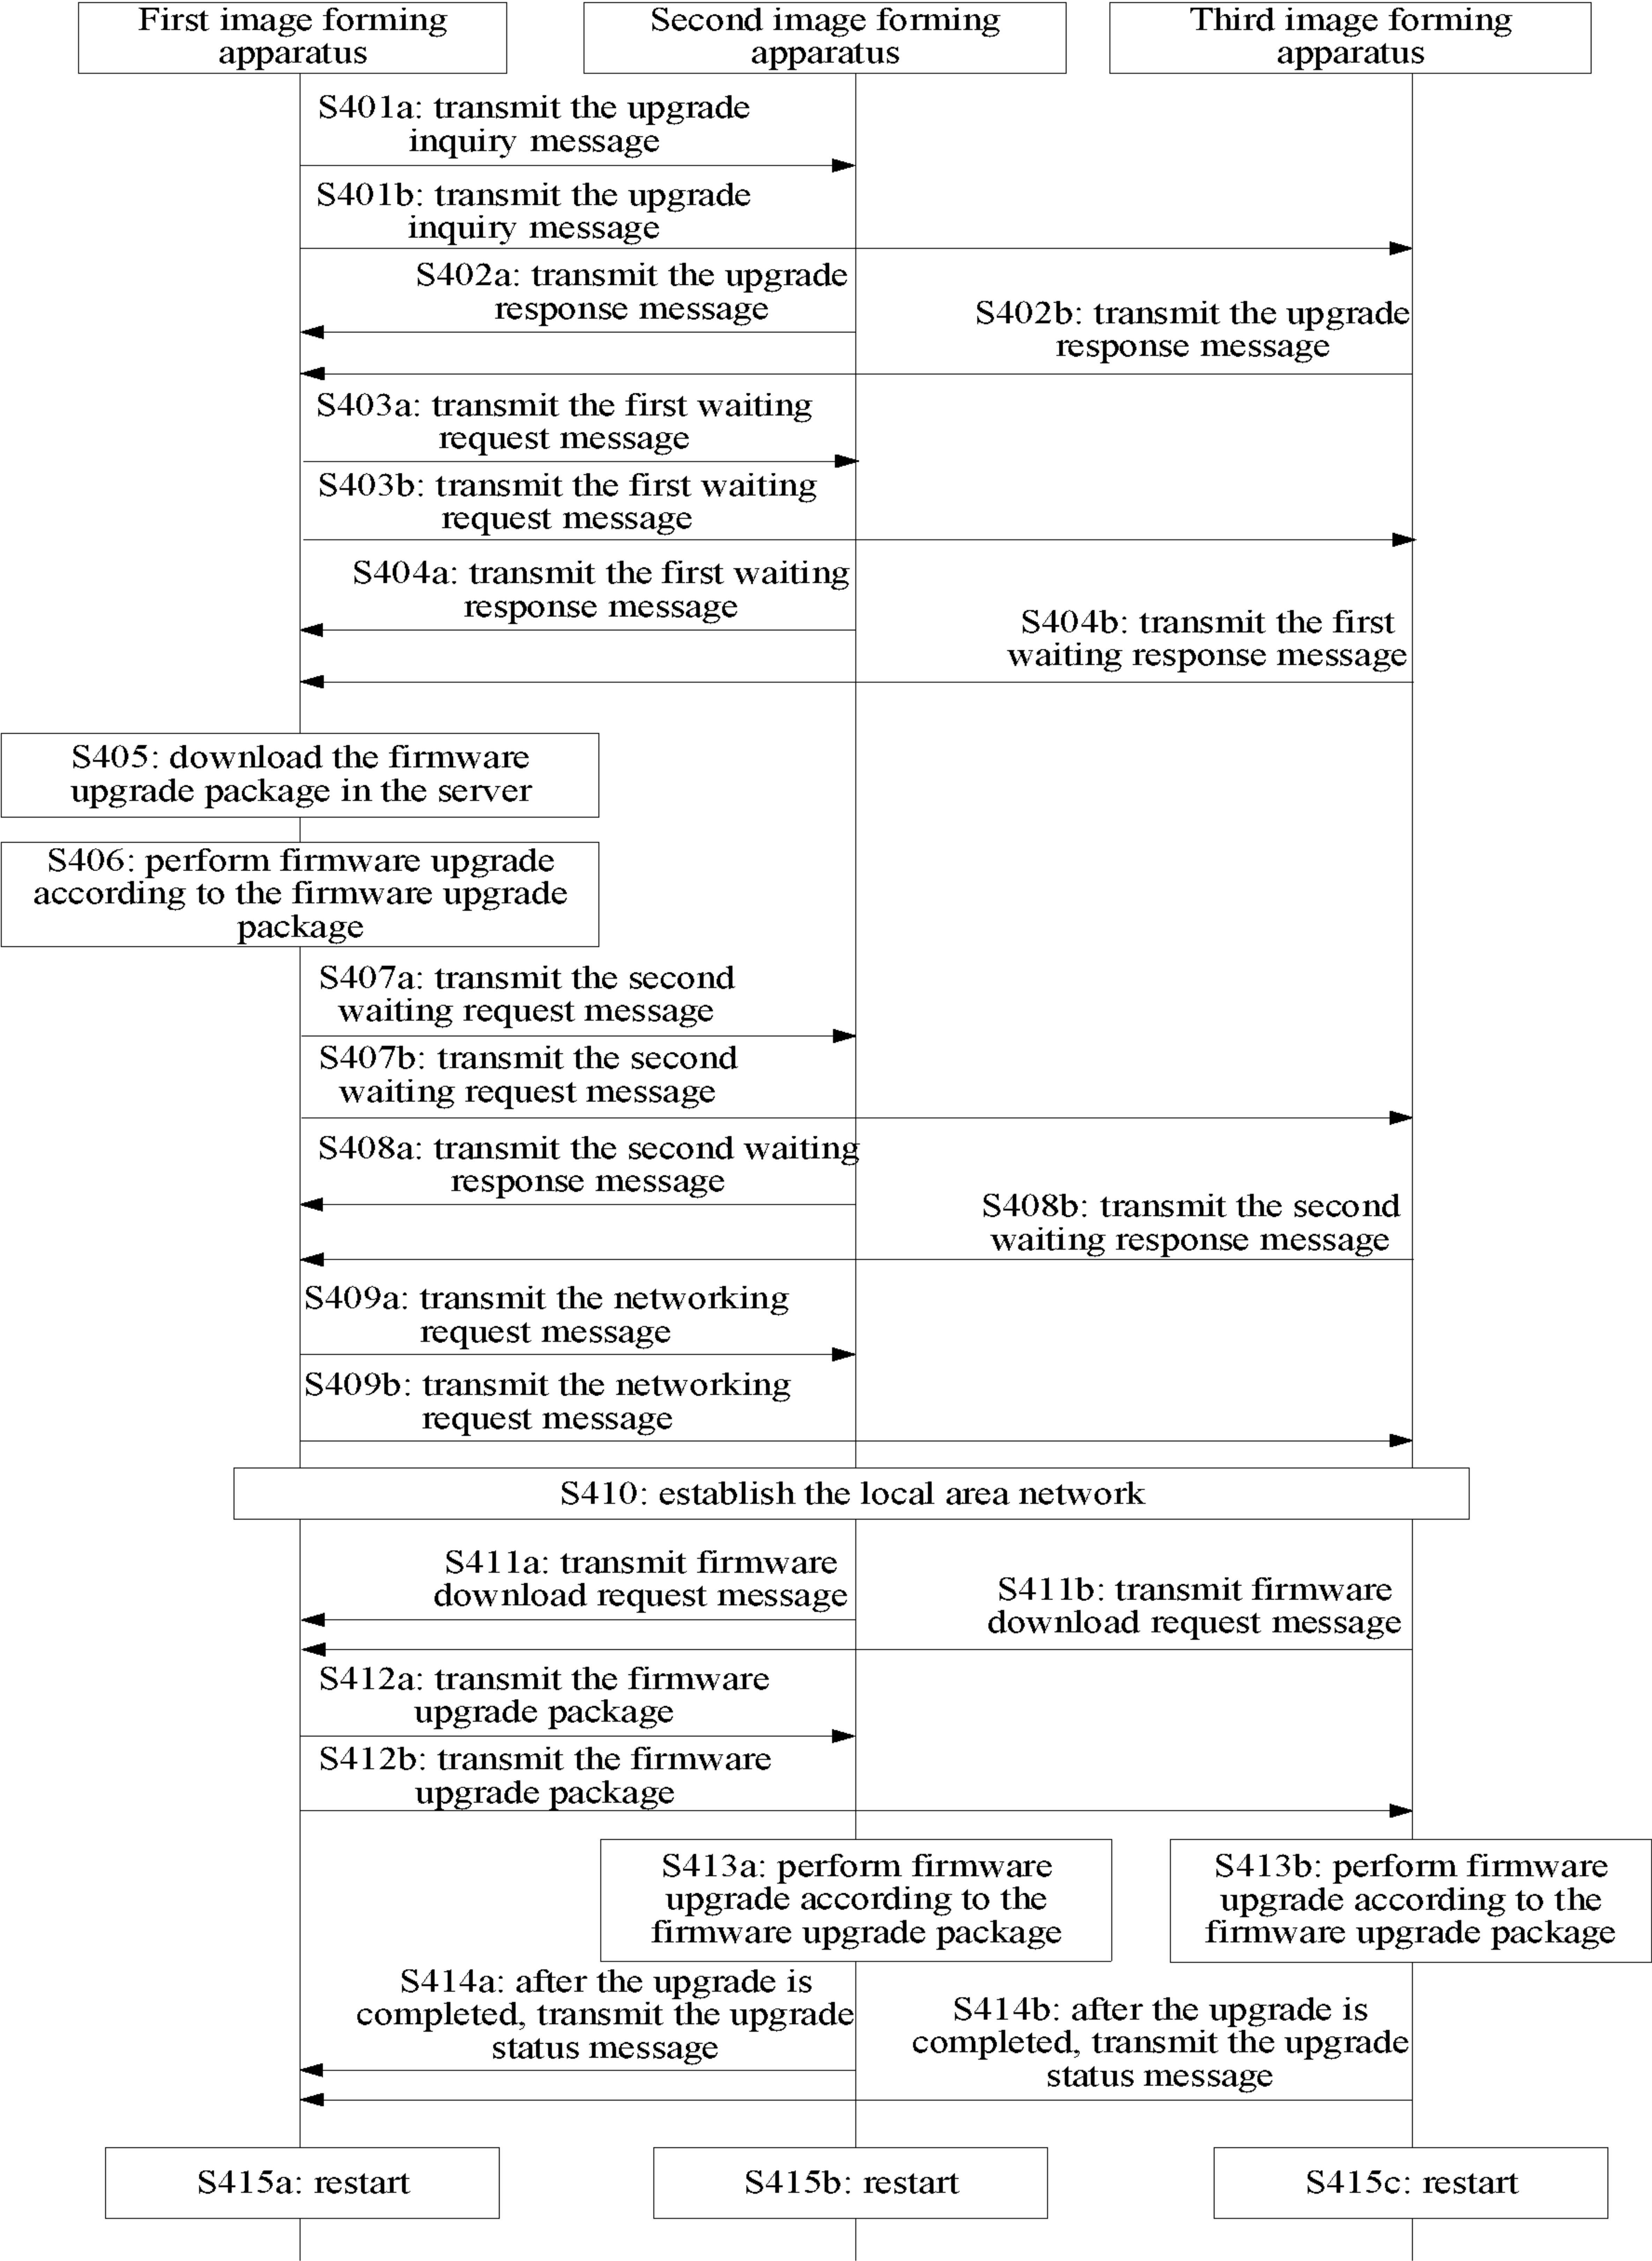 First image forming
apparatus
Second image forming
apparatus
Third image forming
apparatus
S401a: transmit the upgrade
inquiry message
S401b: transmit the upgrade
inquiry message
S402a: transmit the upgrade
response message
S402b: transmit the upgrade
response message
S403a: transmit the first waiting
request message
S403b: transmit the first waiting
request message
S404a: transmit the first waiting
response message
S404b: transmit the first
waiting response message
S405: download the firmware
upgrade package in the server
S406: perform firmware upgrade
according to the firmware upgrade
package
S407a: transmit the second
waiting request message
S407b: transmit the second
waiting request message
S408a: transmit the second waiting
response message
S408b: transmit the second
waiting response message
S409a: transmit the networking
request message
S409b: transmit the networking
request message
S410: establish the local area network
S411a: transmit firmware
download request message
S411b: transmit firmware
download request message
S412a: transmit the firmware
upgrade package
S412b: transmit the firmware
upgrade package
S413a: perform firmware
upgrade according to the
firmware upgrade package
S413b: perform firmware
upgrade according to the
firmware upgrade package
S414a: after the upgrade is
completed, transmit the upgrade
status message
S414b: after the upgrade is
completed, transmit the upgrade
status message
S415a: restart
S415b: restart
S415c: restart